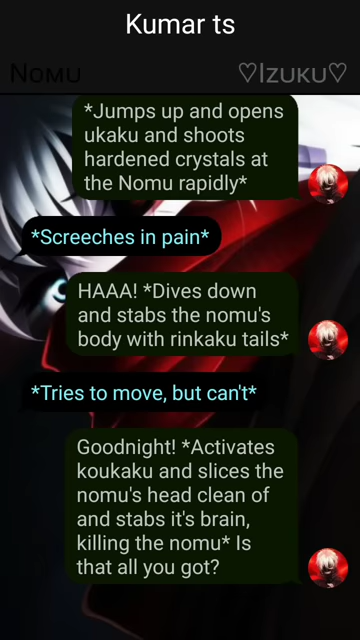 Kumar ts
Nomu
♡Izuku♡
*Jumps up and opens
ukaku and shoots
hardened crystals at
the Nomu rapidly*
*Screeches in pain*
HAAA! *Dives down
and stabs the nomu's
body with rinkaku tails*
*Tries to move, but can't*
Goodnight! *Activates
koukaku and slices the
nomu's head clean of
and stabs it's brain,
killing the nomu* Is
that all you got?